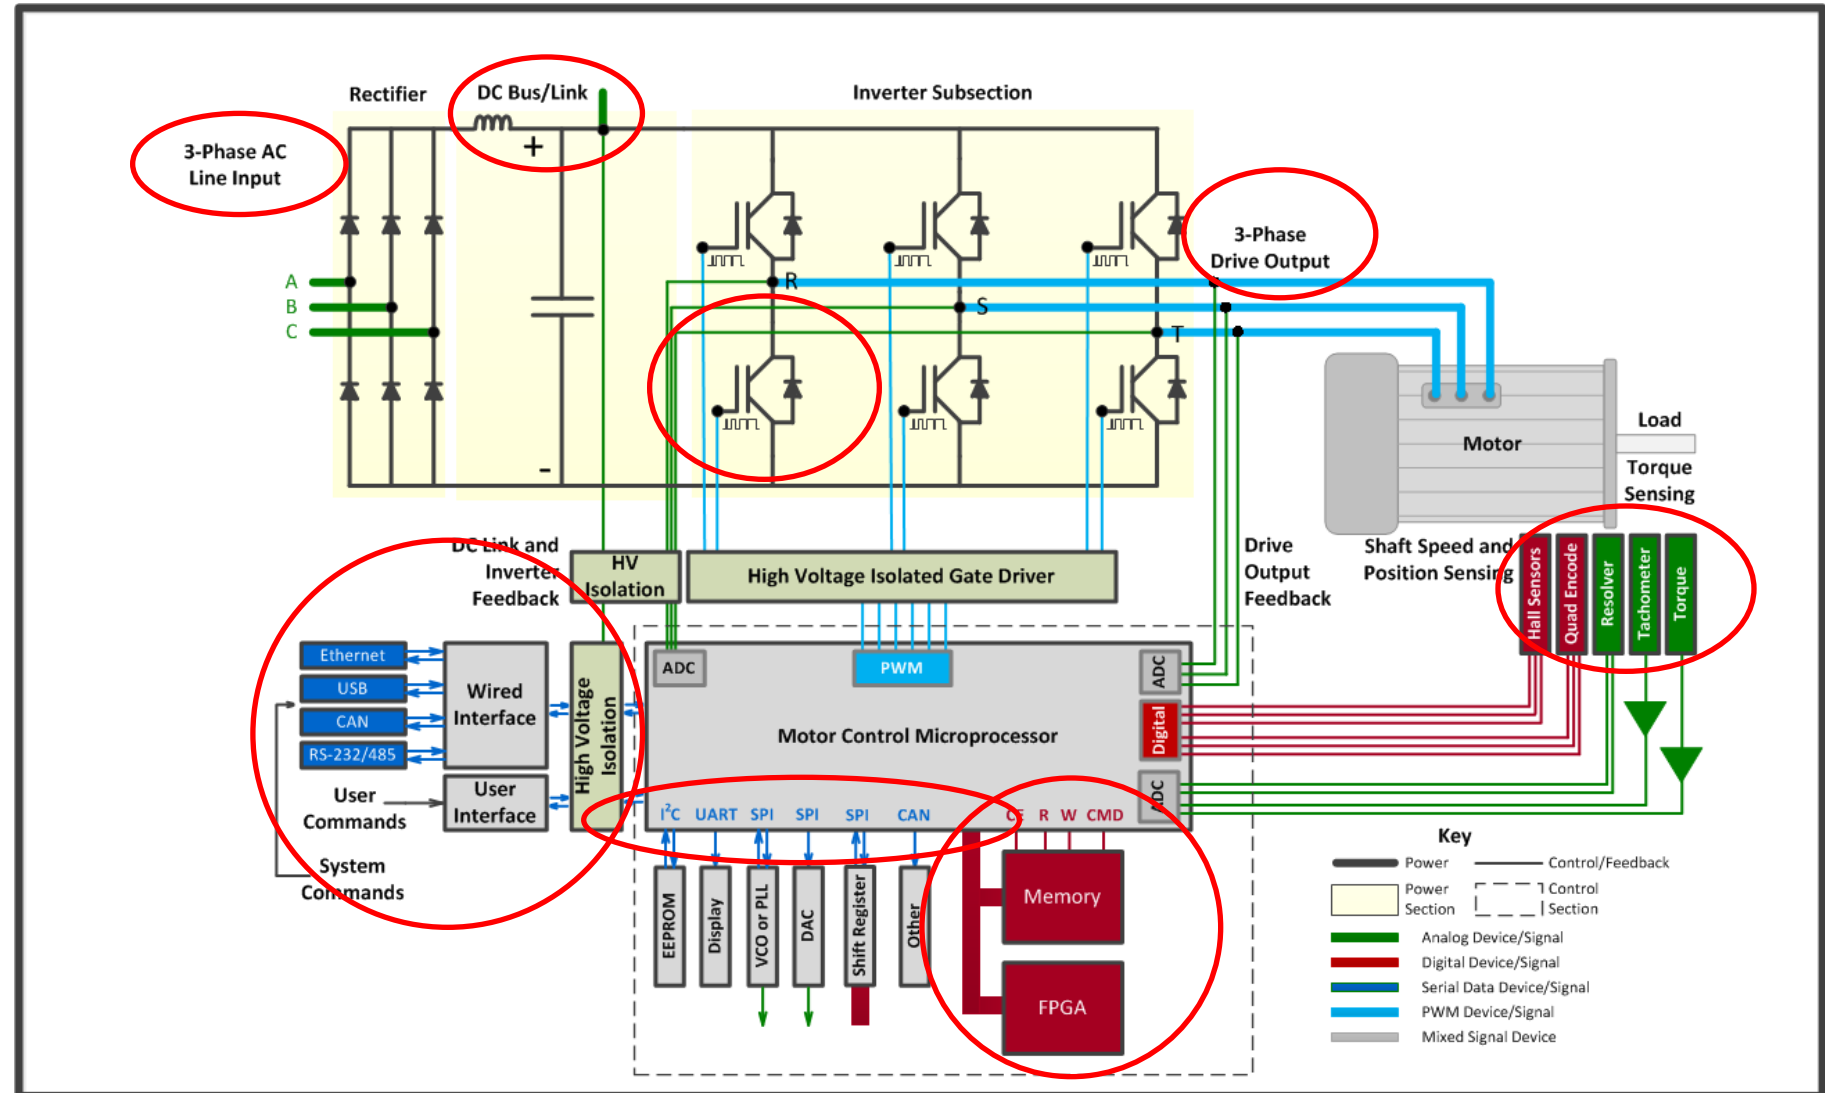 Rectifier
DC Bus/Link
Inverter Subsection
3-Phase AC
Line Input
+
3-Phase
Drive Output
A
B
C
R
S
T
-
Motor
Load
Torque
Sensing
DC Link and
Inverter
Feedback
HV
Isolation
High Voltage Isolated Gate Driver
Drive
Output
Feedback
Shaft Speed and
Position Sensing
Hall Sensors
Quad Encode
Resolver
Tachometer
Torque
Ethernet
USB
CAN
RS-232/485
Wired
Interface
User
Interface
High Voltage
Isolation
User
Commands
System
Commands
ADC
PWM
ADC
Digital
ADC
Motor Control Microprocessor
I²C UART SPI SPI SPI CAN
CE R W CMD
EEPROM
Display
VCO or PLL
DAC
Shift Register
Other
Memory
FPGA
Key
Power
Control/Feedback
Power
Section
Control
Section
Analog Device/Signal
Digital Device/Signal
Serial Data Device/Signal
PWM Device/Signal
Mixed Signal Device